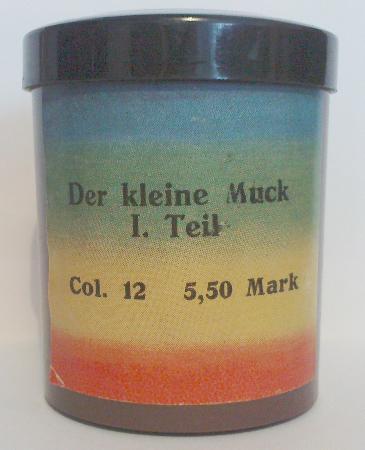 Der kleine Muck
I. Teil
Col. 12 5,50 Mark